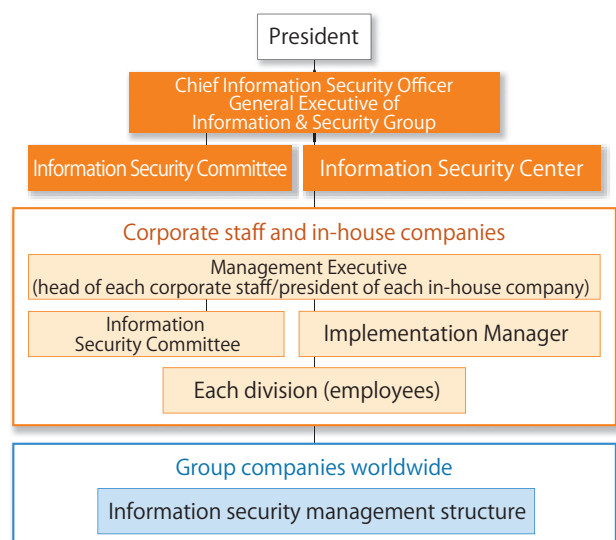 President
Chief Information Security Officer
General Executive of
Information & Security Group
Information Security Committee
Information Security Center
Corporate staff and in-house companies
Management Executive
(head of each corporate staff/president of each in-house company)
Information
Security Committee
Implementation Manager
Each division (employees)
Group companies worldwide
Information security management structure